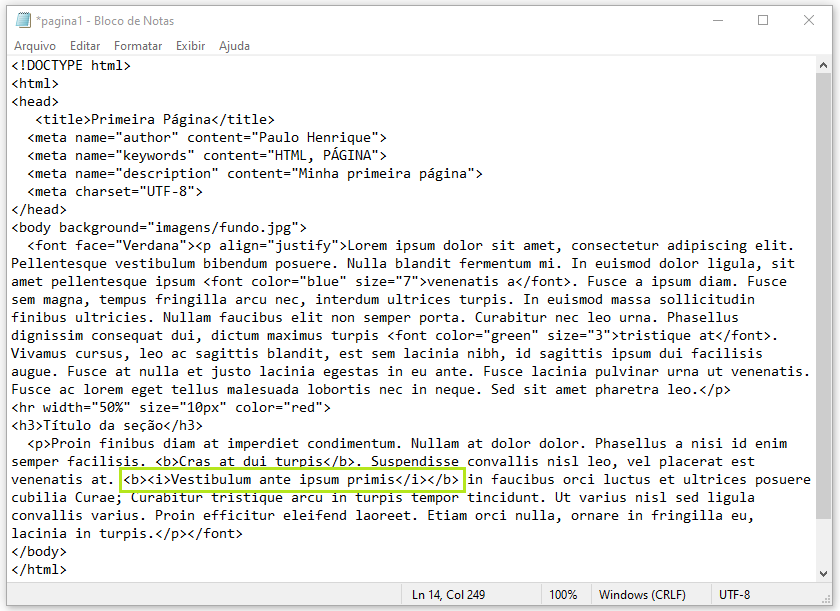 *pagina1 - Bloco de Notas
Arquivo Editar Formatar Exibir Ajuda
<!DOCTYPE html>
<html>
<head>
   <title>Primeira Página</title>
  <meta name="author" content="Paulo Henrique">
  <meta name="keywords" content="HTML, PÁGINA">
  <meta name="description" content="Minha primeira página">
  <meta charset="UTF-8">
</head>
<body background="imagens/fundo.jpg">
  <font face="Verdana"><p align="justify">Lorem ipsum dolor sit amet, consectetur adipiscing elit.
Pellentesque vestibulum bibendum posuere. Nulla blandit fermentum mi. In euismod dolor ligula, sit
amet pellentesque ipsum <font color="blue" size="7">venenatis a</font>. Fusce a ipsum diam. Fusce
sem magna, tempus fringilla arcu nec, interdum ultrices turpis. In euismod massa sollicitudin
finibus ultricies. Nullam faucibus elit non semper porta. Curabitur nec leo urna. Phasellus
dignissim consequat dui, dictum maximus turpis <font color="green" size="3">tristique at</font>.
Vivamus cursus, leo ac sagittis blandit, est sem lacinia nibh, id sagittis ipsum dui facilisis
augue. Fusce at nulla et justo lacinia egestas in eu ante. Fusce lacinia pulvinar urna ut venenatis.
Fusce ac lorem eget tellus malesuada lobortis nec in neque. Sed sit amet pharetra leo.</p>
<hr width="50%" size="10px" color="red">
<h3>Título da seção</h3>
  <p>Proin finibus diam at imperdiet condimentum. Nullam at dolor dolor. Phasellus a nisi id enim
semper facilisis. <b>Cras at dui turpis</b>. Suspendisse convallis nisl leo, vel placerat est
venenatis at. <b><i>Vestibulum ante ipsum primis</i></b> in faucibus orci luctus et ultrices posuere
cubilia Curae; Curabitur tristique arcu in turpis tempor tincidunt. Ut varius nisl sed ligula
convallis varius. Proin efficitur eleifend laoreet. Etiam orci nulla, ornare in fringilla eu,
lacinia in turpis.</p></font>
</body>
</html>
Ln 14, Col 249 100% Windows (CRLF) UTF-8